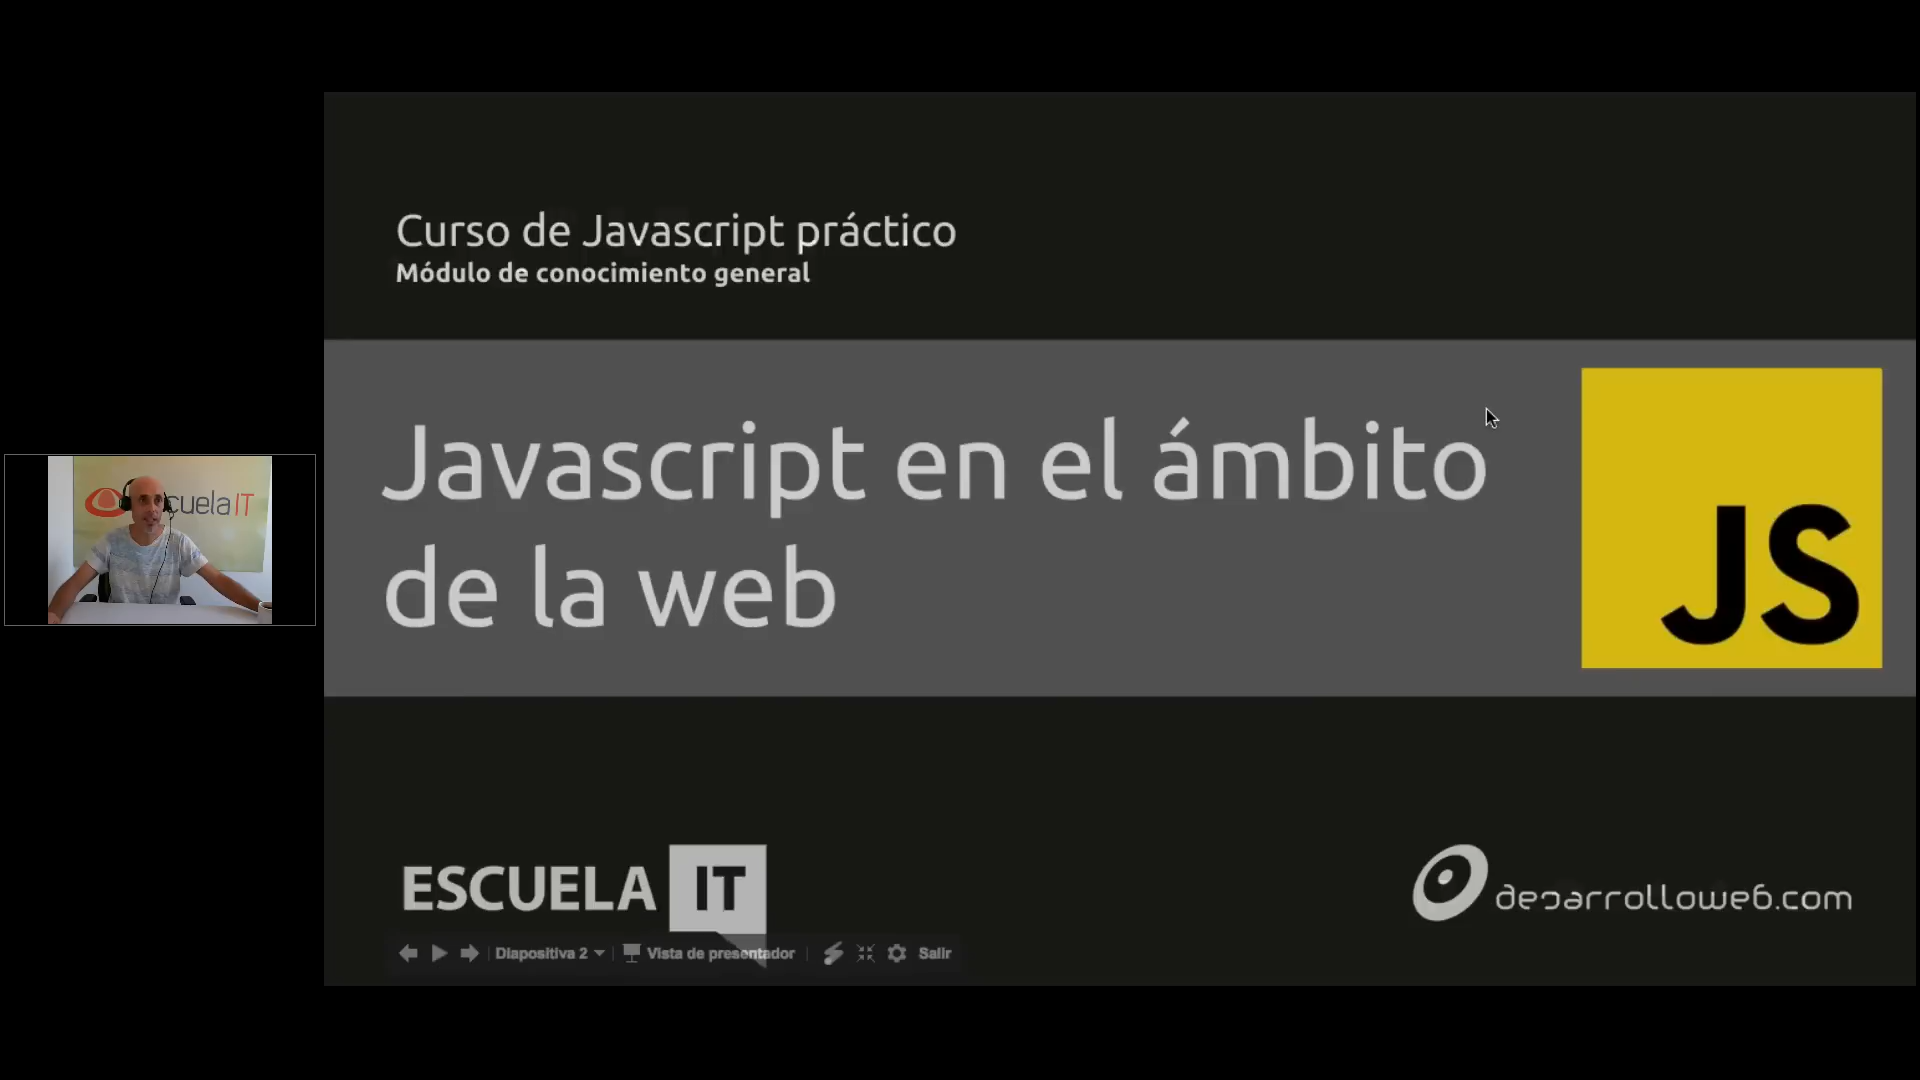 Curso de Javascript práctico
Módulo de conocimiento general
Javascript en el ámbito
de la web
JS
cuelaIT
ESCUELA IT
desarrolloweb.com
Diapositiva 2
Vista de presentador
Salir